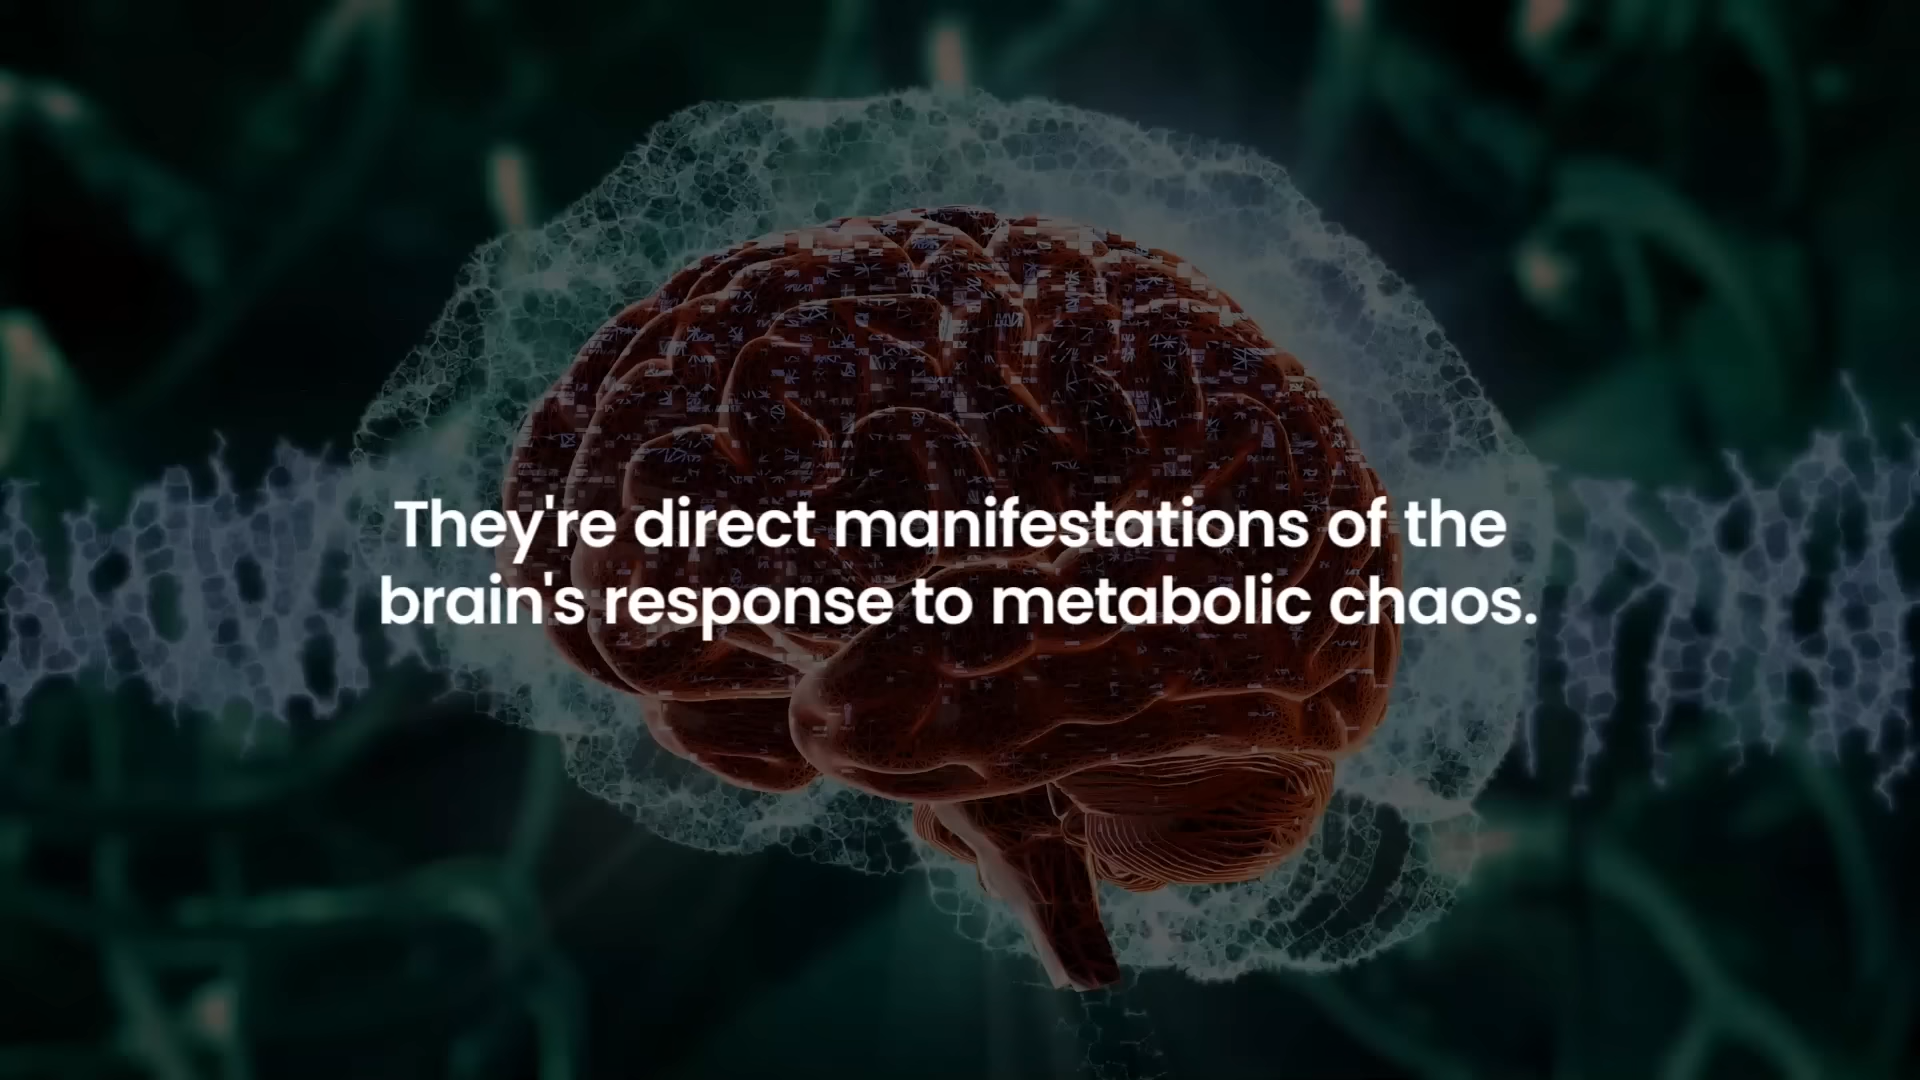 They're direct manifestations of the
brain's response to metabolic chaos.